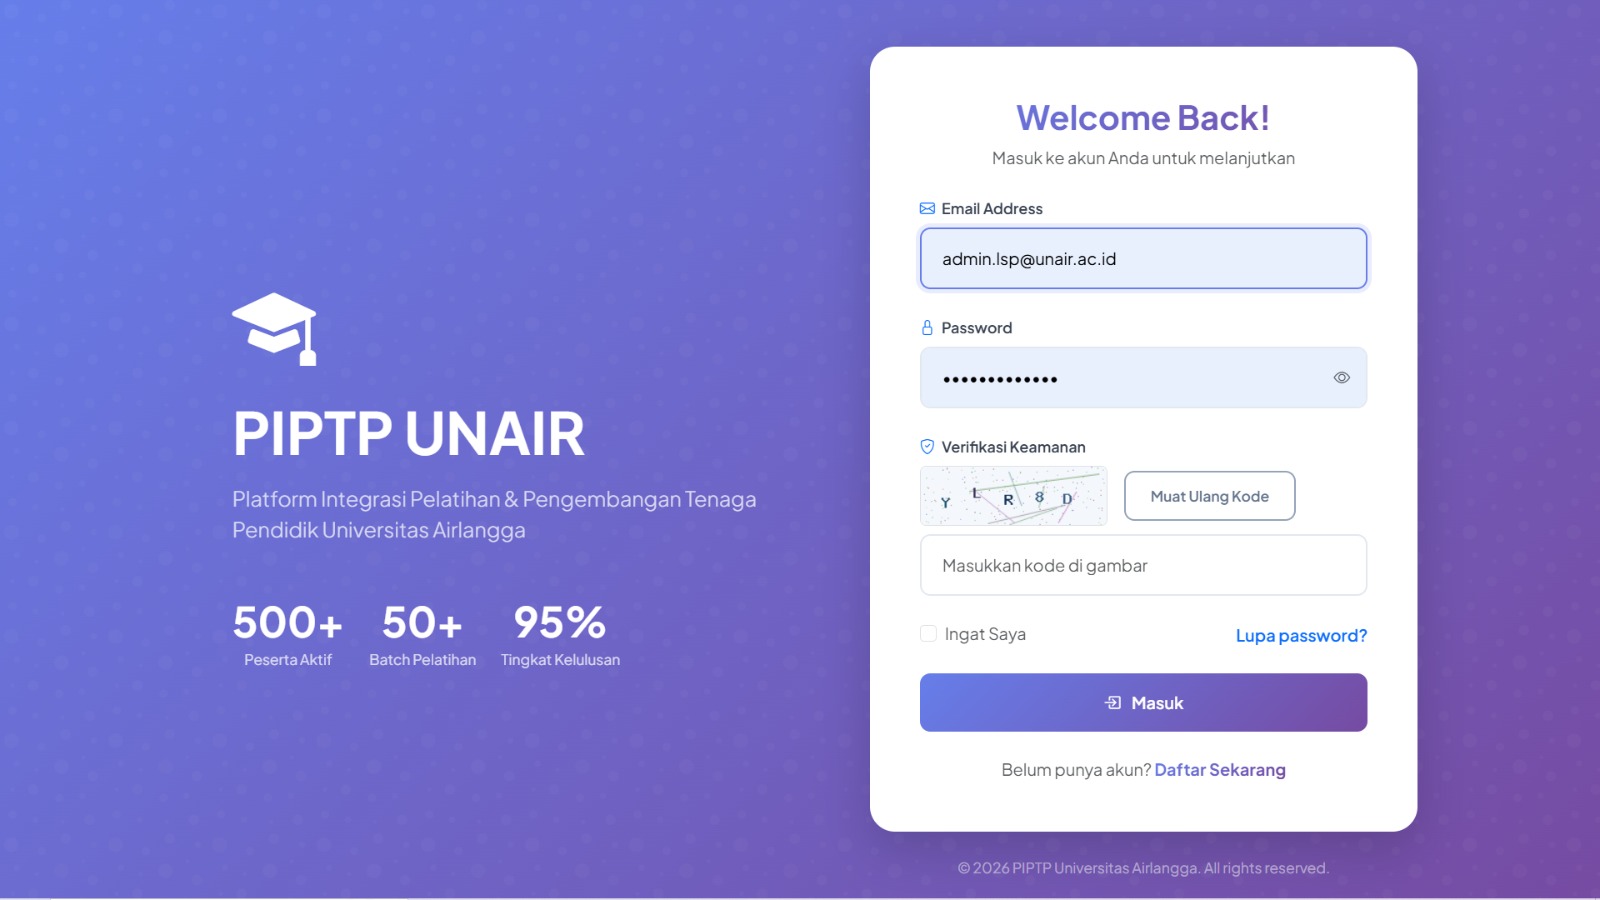 PIPTP UNAIR
Platform Integrasi Pelatihan & Pengembangan Tenaga
Pendidik Universitas Airlangga
500+ 50+ 95%
Peserta Aktif Batch Pelatihan Tingkat Kelulusan
Welcome Back!
Masuk ke akun Anda untuk melanjutkan
Email Address
admin.lsp@unair.ac.id
Password
•••••••••••••
Verifikasi Keamanan
Y L R 8 D
Muat Ulang Kode
Masukkan kode di gambar
Ingat Saya
Lupa password?
Masuk
Belum punya akun? Daftar Sekarang
© 2026 PIPTP Universitas Airlangga. All rights reserved.